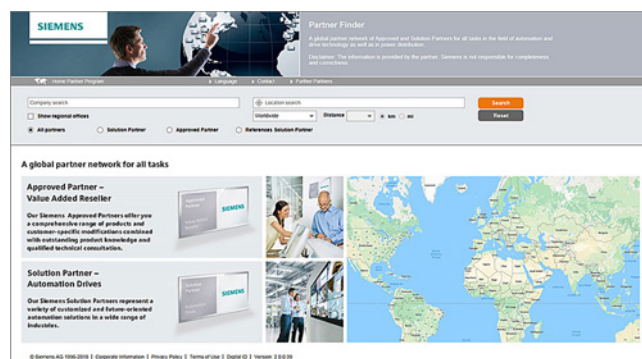 SIEMENS
Partner Finder
A global partner network of Approved and Solution Partners for all tasks in the field of automation and
drive technology as well as in power distribution.
Disclaimer: The information is provided by the partner. Siemens is not responsible for completeness
and correctness.
Home Partner Program
Language
Contact
Further Partners
Company search
Location search
Search
Show regional offices
Worldwide
Distance
km
mi
Reset
All partners
Solution Partner
Approved Partner
References Solution Partner
A global partner network for all tasks
Approved Partner –
Value Added Reseller
Our Siemens Approved Partners offer you
a comprehensive range of products and
customer-specific modifications combined
with outstanding product knowledge and
qualified technical consultation.
Approved
Partner
SIEMENS
Solution Partner –
Automation Drives
Our Siemens Solution Partners represent a
variety of customized and future-oriented
automation solutions in a wide range of
industries.
Solution
Partner
SIEMENS
© Siemens AG 1996-2018 | Corporate Information | Privacy Policy | Terms of Use | Digital ID | Version 2.0.0.39